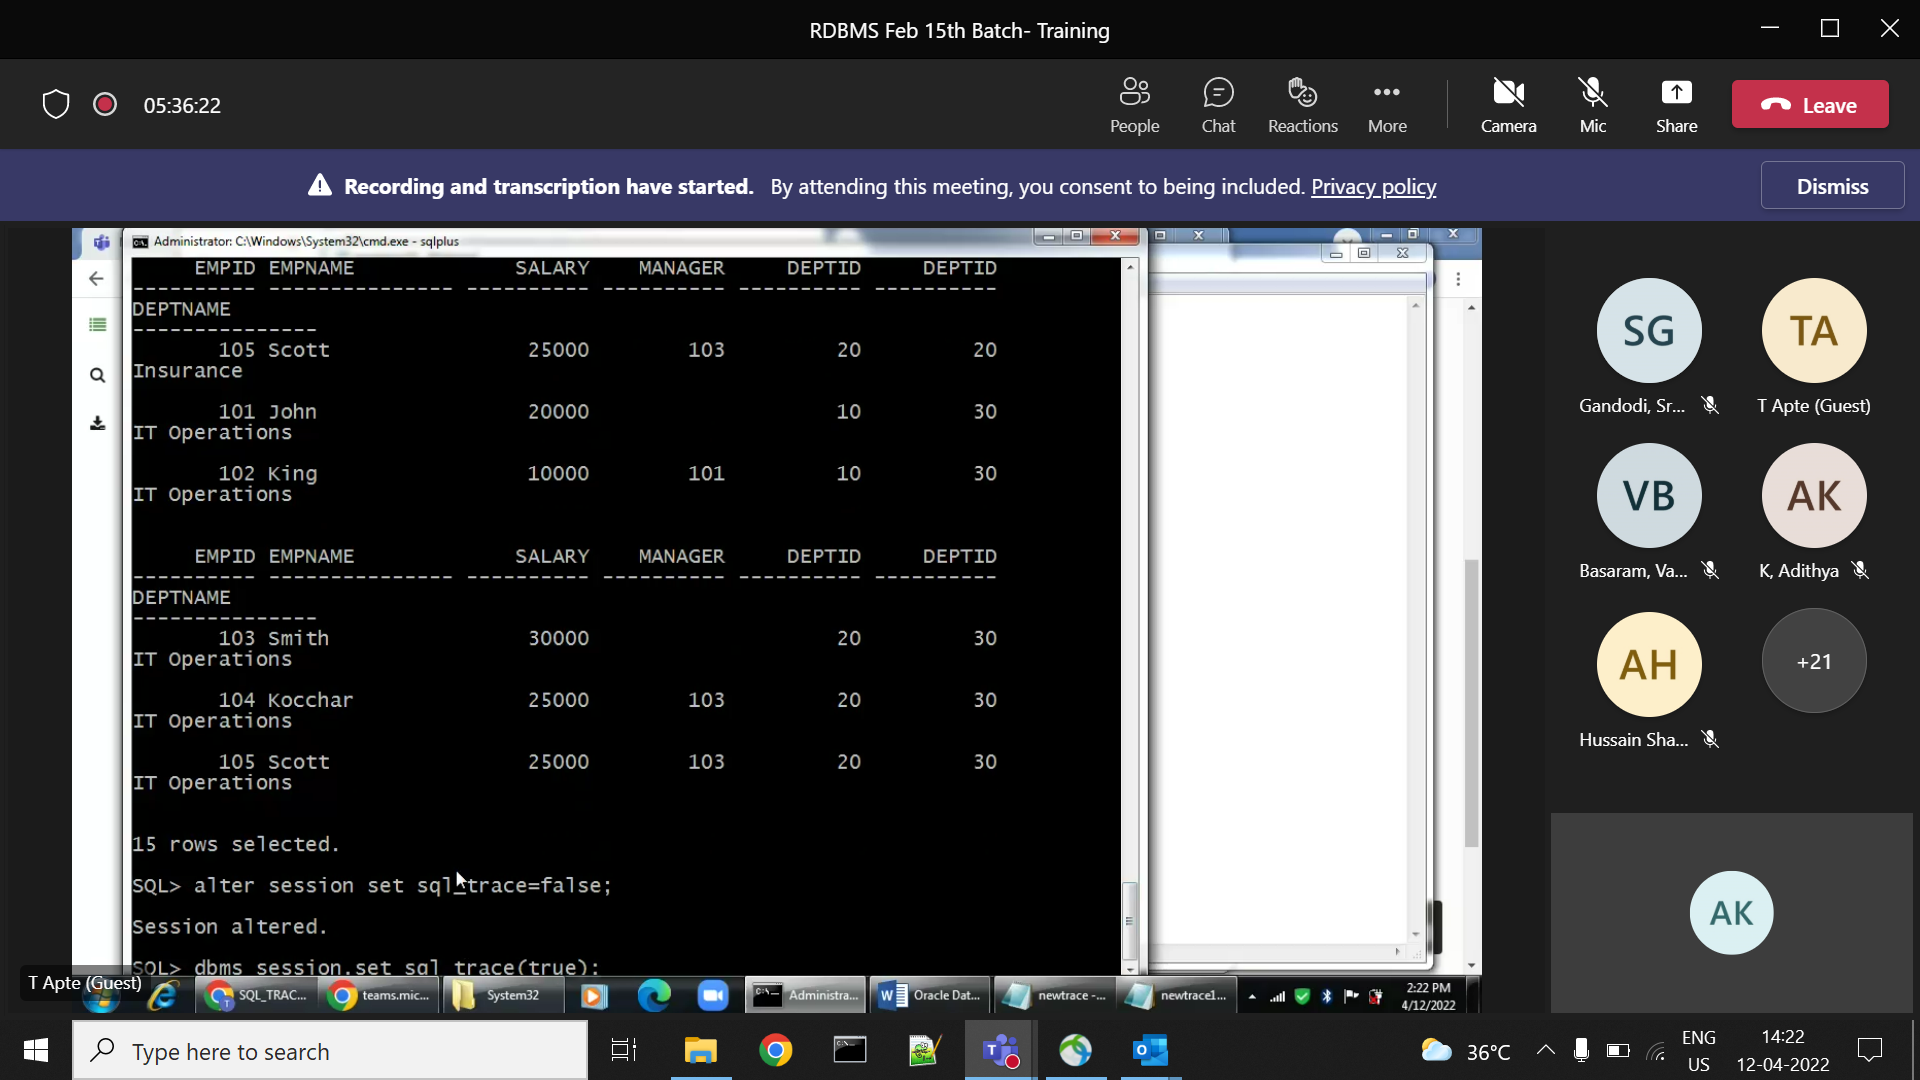 RDBMS Feb 15th Batch- Training
05:36:22
People
Chat
Reactions
More
Camera
Mic
Share
Leave
Recording and transcription have started. By attending this meeting, you consent to being included. Privacy policy
Dismiss
Administrator: C:\Windows\System32\cmd.exe - sqlplus
EMPID EMPNAME SALARY MANAGER DEPTID DEPTID
---------- --------------- ---------- ---------- ---------- ----------
DEPTNAME
---------------
105 Scott 25000 103 20 20
Insurance
101 John 20000 10 30
IT Operations
102 King 10000 101 10 30
IT Operations
EMPID EMPNAME SALARY MANAGER DEPTID DEPTID
---------- --------------- ---------- ---------- ---------- ----------
DEPTNAME
---------------
103 Smith 30000 20 30
IT Operations
104 Kocchar 25000 103 20 30
IT Operations
105 Scott 25000 103 20 30
IT Operations
15 rows selected.
SQL> alter session set sql_trace=false;
Session altered.
SQL> dbms_session.set_sql_trace(true);
T Apte (Guest)
SQL_TRAC...
teams.mic...
System32
Administra...
Oracle Dat...
newtrace -...
newtrace1...
2:22 PM
4/12/2022
SG
Gandodi, Sr...
TA
T Apte (Guest)
VB
Basaram, Va...
AK
K, Adithya
AH
Hussain Sha...
+21
AK
Type here to search
36°C
ENG
US
14:22
12-04-2022